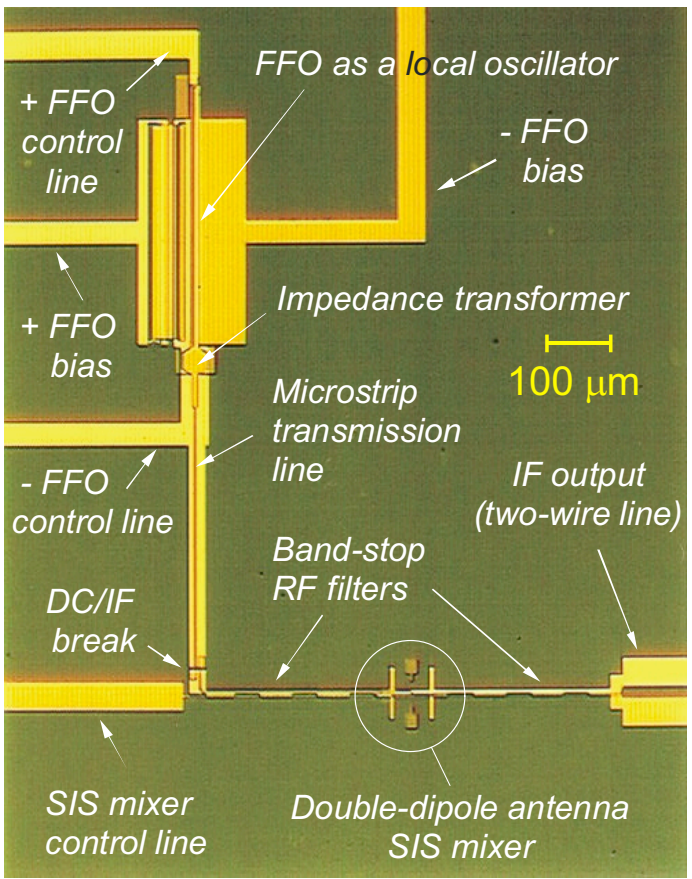 FFO as a local oscillator
+ FFO
control
line
- FFO
bias
+ FFO
bias
Impedance transformer
100 μm
Microstrip
transmission
line
- FFO
control line
IF output
(two-wire line)
Band-stop
RF filters
DC/IF
break
SIS mixer
control line
Double-dipole antenna
SIS mixer